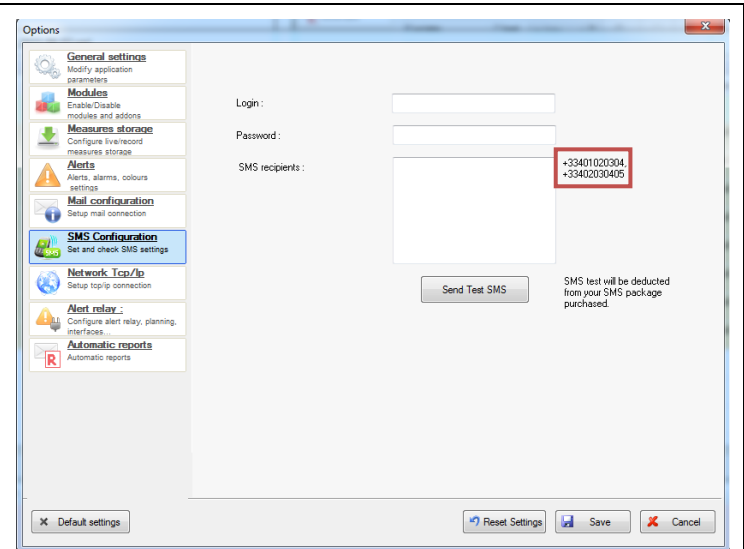 Options
General settings
Modify application
parameters
Modules
Enable/Disable
modules and addons
Measures storage
Configure live/record
measures storage
Alerts
Alerts, alarms, colours
settings
Mail configuration
Setup mail connection
SMS Configuration
Set and check SMS settings
Network Tcp/Ip
Setup tcp/ip connection
Alert relay :
Configure alert relay, planning,
interfaces...
Automatic reports
Automatic reports
R
Login :
Password :
SMS recipients :
+33401020304,
+33402030405
Send Test SMS
SMS test will be deducted
from your SMS package
purchased.
Default settings
Reset Settings
Save
Cancel